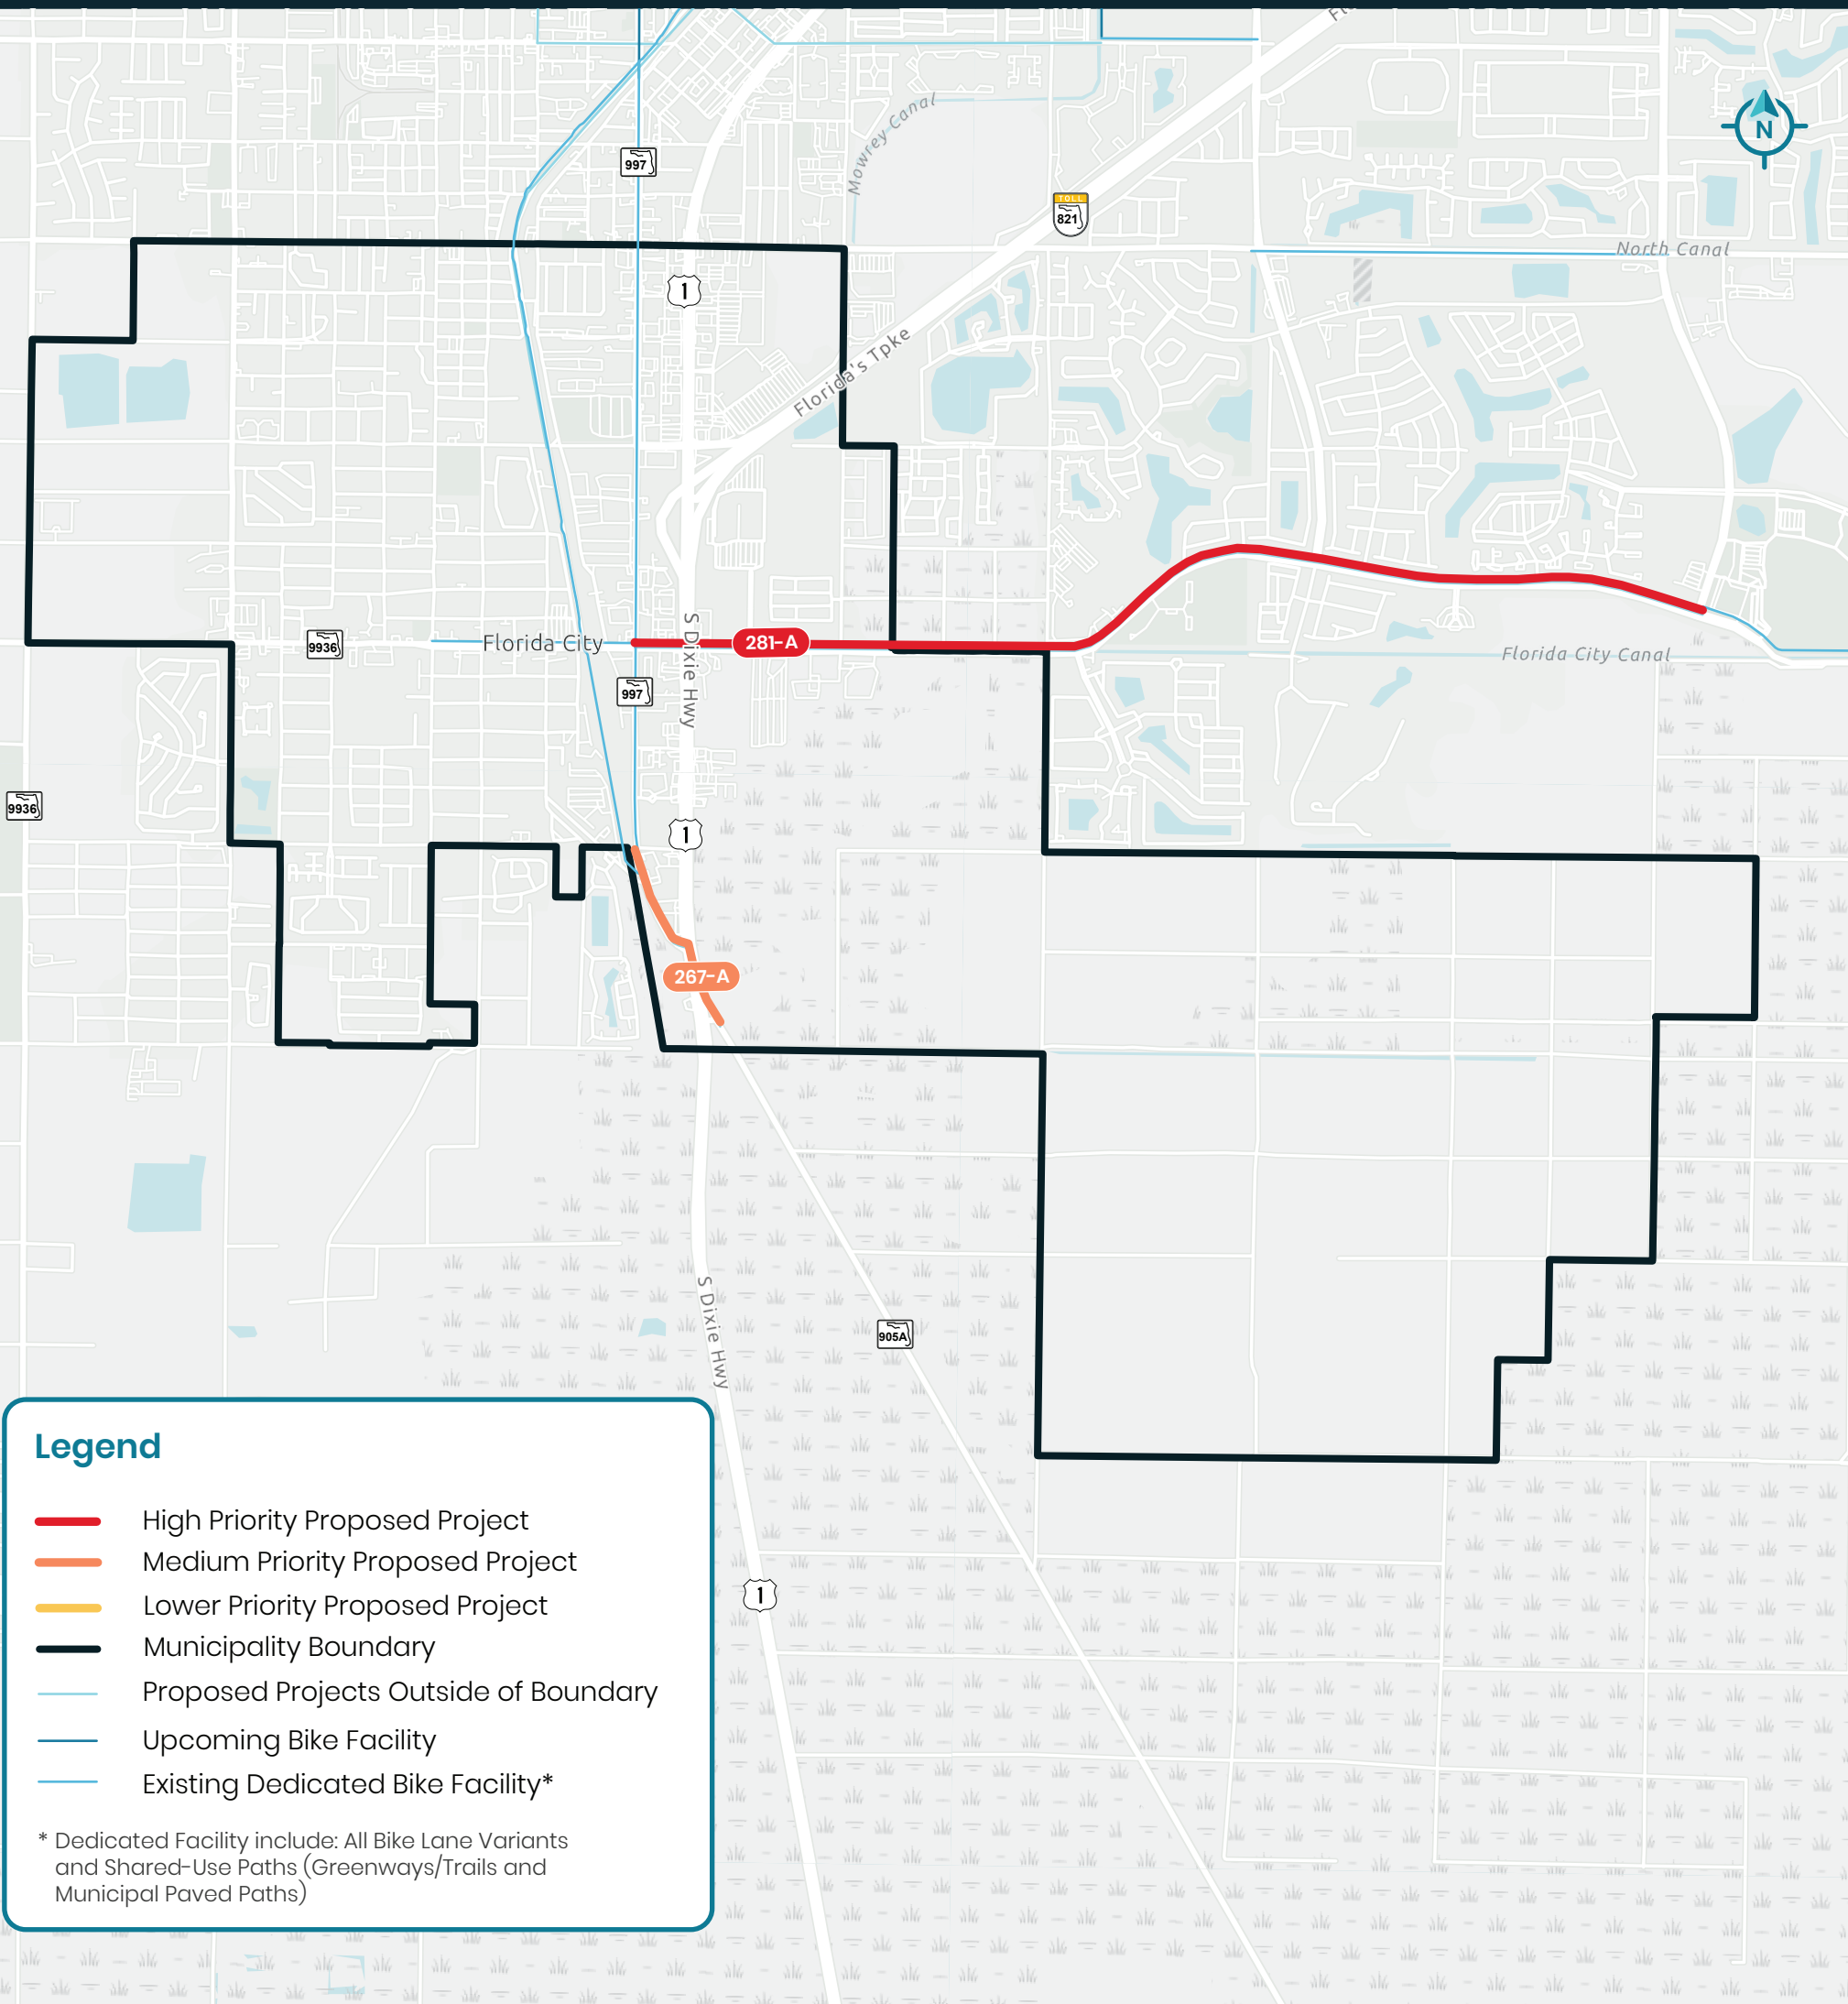 Mowrey Canal
N
997
TOLL
821
North Canal
1
Florida's Tpke
9936
Florida City
281-A
S Dixie Hwy
Florida City Canal
997
9936
1
267-A
S Dixie Hwy
905A
1
Legend
High Priority Proposed Project
Medium Priority Proposed Project
Lower Priority Proposed Project
Municipality Boundary
Proposed Projects Outside of Boundary
Upcoming Bike Facility
Existing Dedicated Bike Facility*
* Dedicated Facility include: All Bike Lane Variants
and Shared-Use Paths (Greenways/Trails and
Municipal Paved Paths)